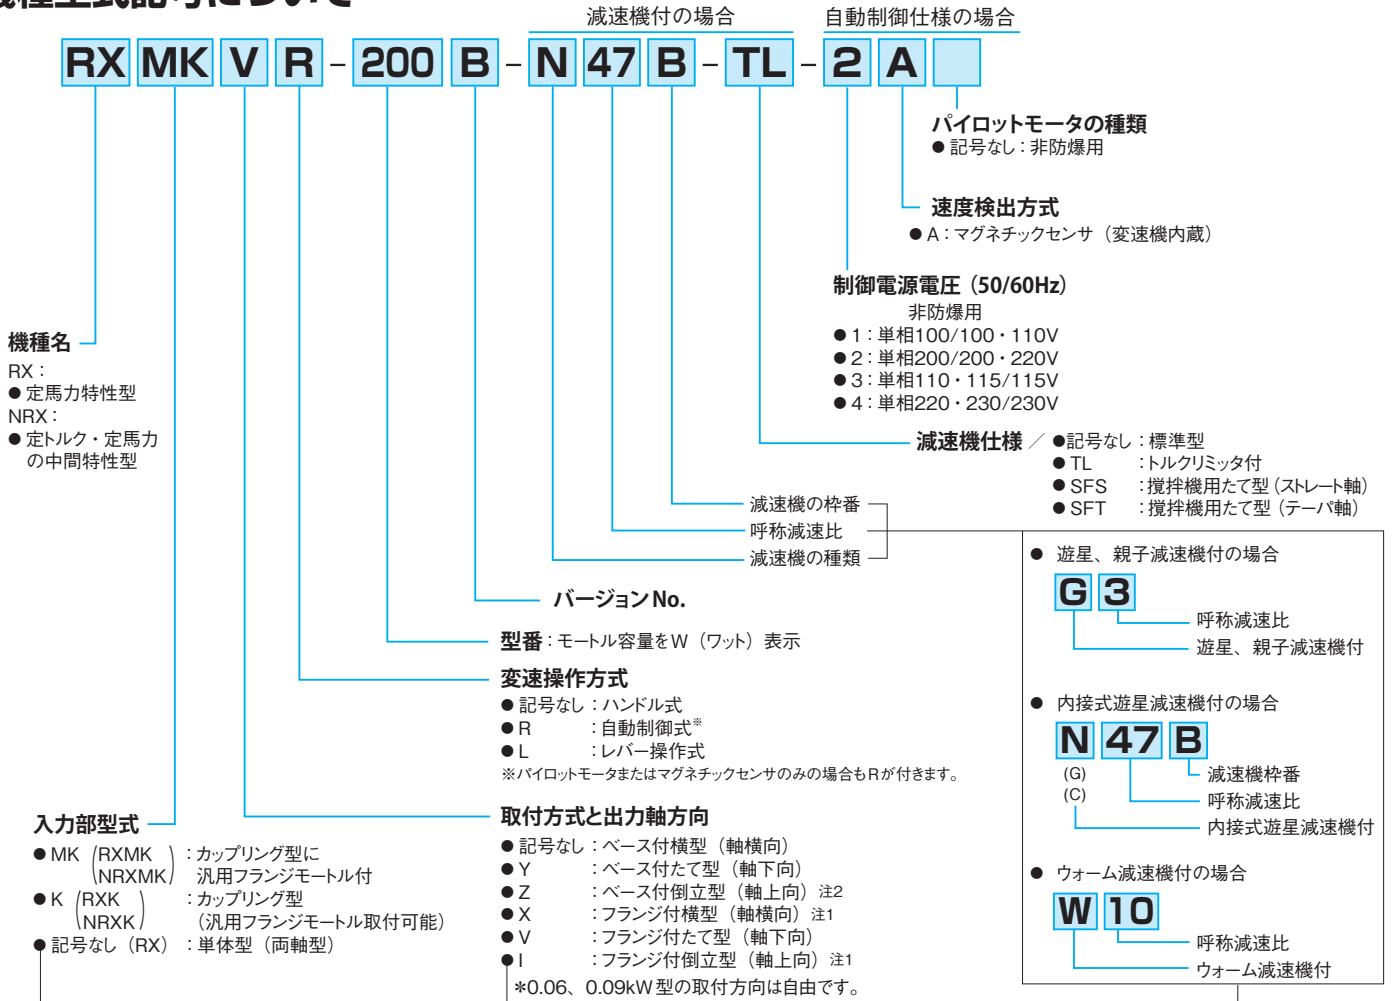 機種型式記号について
減速機付の場合
自動制御仕様の場合
RX MK V R - 200 B - N 47 B - TL - 2 A
パイロットモータの種類
● 記号なし：非防爆用
速度検出方式
● A：マグネチックセンサ（変速機内蔵）
制御電源電圧（50/60Hz）
非防爆用
● 1：単相100/100・110V
● 2：単相200/200・220V
● 3：単相110・115/115V
● 4：単相220・230/230V
機種名
RX：
● 定馬力特性型
NRX：
● 定トルク・定馬力
の中間特性型
減速機仕様 ／ ●記号なし：標準型
● TL ：トルクリミッタ付
● SFS ：撹拌機用たて型（ストレート軸）
● SFT ：撹拌機用たて型（テーパ軸）
減速機の枠番
呼称減速比
減速機の種類
バージョンNo.
型番：モートル容量をW（ワット）表示
変速操作方式
● 記号なし：ハンドル式
● R ：自動制御式※
● L ：レバー操作式
※パイロットモータまたはマグネチックセンサのみの場合もRが付きます。
入力部型式
● MK（RXMK NRXMK）：カップリング型に
汎用フランジモートル付
● K（RXK NRXK）：カップリング型
（汎用フランジモートル取付可能）
● 記号なし（RX）：単体型（両軸型）
取付方式と出力軸方向
● 記号なし：ベース付横型（軸横向）
● Y ：ベース付たて型（軸下向）
● Z ：ベース付倒立型（軸上向）注2
● X ：フランジ付横型（軸横向）注1
● V ：フランジ付たて型（軸下向）
● I ：フランジ付倒立型（軸上向）注1
＊0.06、0.09kW型の取付方向は自由です。
● 遊星、親子減速機付の場合
G 3
呼称減速比
遊星、親子減速機付
● 内接式遊星減速機付の場合
N 47 B
(G)
(C)
減速機枠番
呼称減速比
内接式遊星減速機付
● ウォーム減速機付の場合
W 10
呼称減速比
ウォーム減速機付